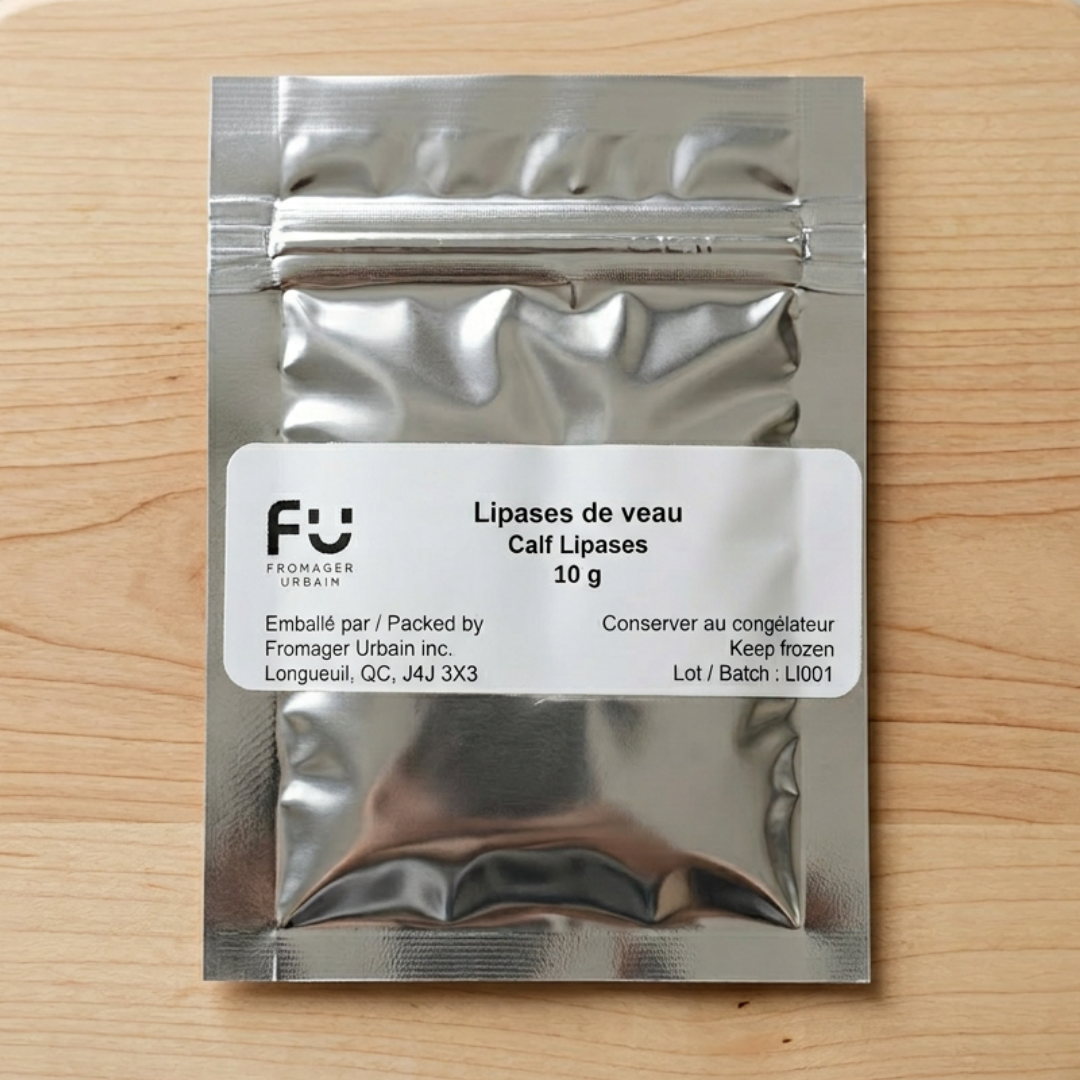 Fu
FROMAGER
URBAIN
Lipases de veau
Calf Lipases
10 g
Emballé par / Packed by
Fromager Urbain inc.
Longueuil, QC, J4J 3X3
Conserver au congélateur
Keep frozen
Lot / Batch : LI001